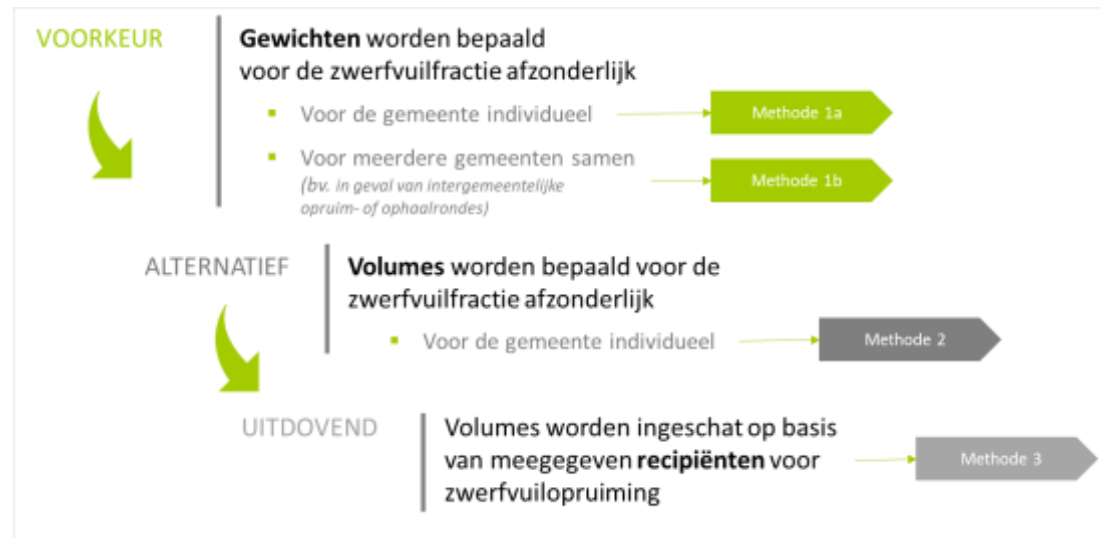 VOORKEUR
Gewichten worden bepaald
voor de zwerfvuilfractie afzonderlijk
▪ Voor de gemeente individueel
Methode 1a
▪ Voor meerdere gemeenten samen
(bv. in geval van intergemeentelijke
opruim- of ophaalrondes)
Methode 1b
ALTERNATIEF
Volumes worden bepaald voor de
zwerfvuilfractie afzonderlijk
▪ Voor de gemeente individueel
Methode 2
UITDOVEND
Volumes worden ingeschat op basis
van meegegeven recipiënten voor
zwerfvuilopruiming
Methode 3